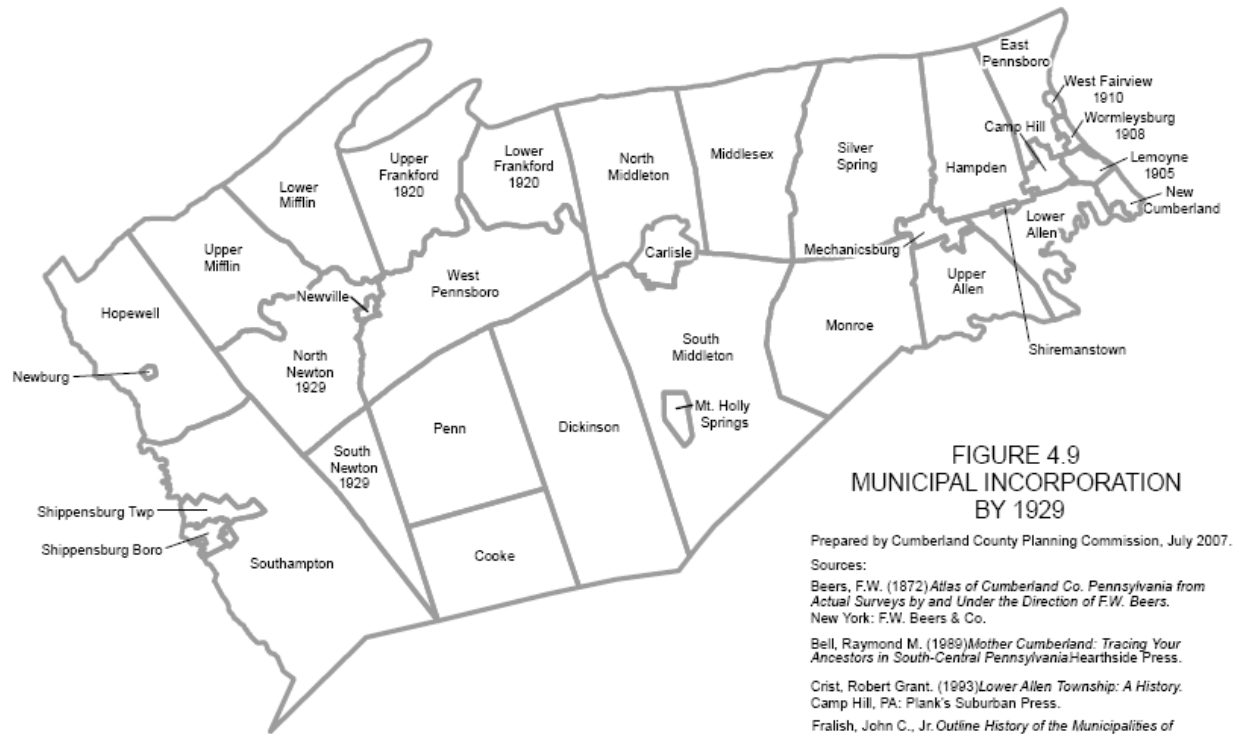 East
Pennsboro
West Fairview
1910
Wormleysburg
1908
Camp Hill
Lemoyne
1905
New
Cumberland
Lower
Allen
Hampden
Silver
Spring
Middlesex
North
Middleton
Lower
Frankford
1920
Upper
Frankford
1920
Lower
Mifflin
Upper
Mifflin
Hopewell
Newburg
Newville
West
Pennsboro
Carlisle
Mechanicsburg
Upper
Allen
Shiremanstown
Monroe
South
Middleton
Mt. Holly
Springs
North
Newton
1929
South
Newton
1929
Penn
Dickinson
Cooke
Shippensburg Twp
Shippensburg Boro
Southampton
FIGURE 4.9
MUNICIPAL INCORPORATION
BY 1929
Prepared by Cumberland County Planning Commission, July 2007.
Sources:
Beers, F.W. (1872) Atlas of Cumberland Co. Pennsylvania from
Actual Surveys by and Under the Direction of F.W. Beers.
New York: F.W. Beers & Co.
Bell, Raymond M. (1989) Mother Cumberland: Tracing Your
Ancestors in South-Central Pennsylvania Hearthside Press.
Crist, Robert Grant. (1993) Lower Allen Township: A History.
Camp Hill, PA: Plank's Suburban Press.
Fralish, John C., Jr. Outline History of the Municipalities of